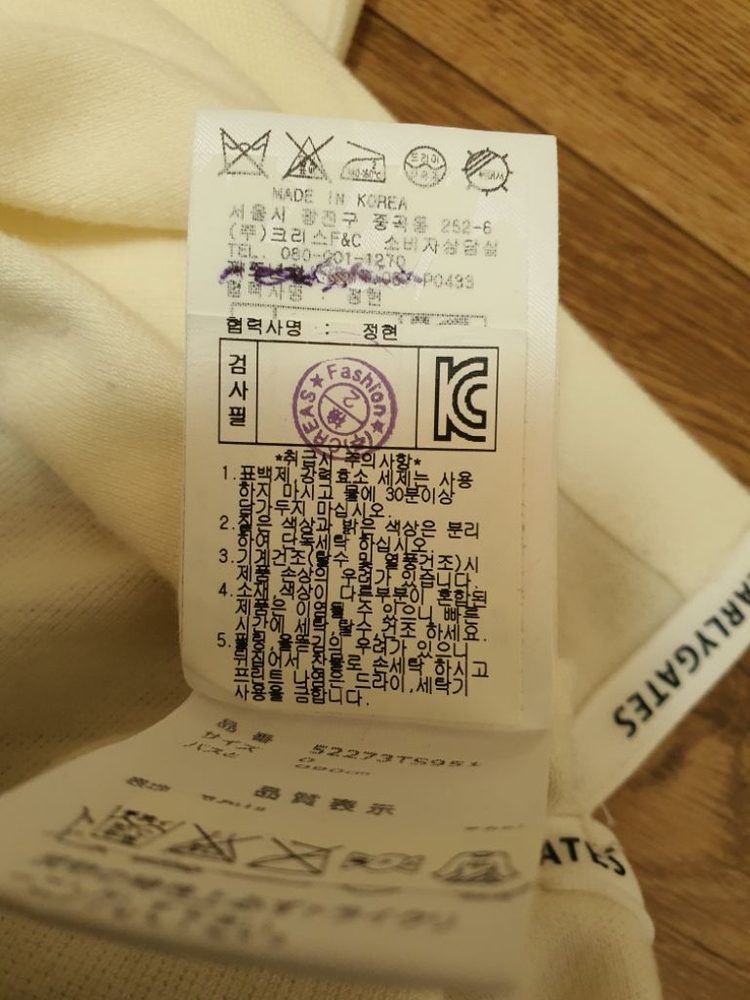 드라이
MADE IN KOREA
서울시 광진구 중곡동 252-6
(주)크리스F&C 소비자상담실
TEL. 080-201-1270
P0433
협력사명 : 정현
협력사명 : 정현
검사필
Fashion
*취급시 주의사항*
1.표백제 강력효소 세제는 사용
하지 마시고 물에 30분이상
담가두지 마십시오.
2.짙은 색상과 밝은 색상은 분리
하여 단독세탁 하십시오.
3.기계건조(탈수 및 열풍건조)시
제품 손상의 우려가 있습니다.
4.소재,색상이 다른부분이 혼합된
제품은 이염될 수 있으니 빠른
시간에 세탁,탈수,건조 하세요.
5.
우려가 있으니
뒤집어서 찬물로 손세탁 하시고
프린트 나염은 드라이,세탁기
사용을 금합니다.
品番
サイズ 0
バスと
品質表示
EARLYGATES